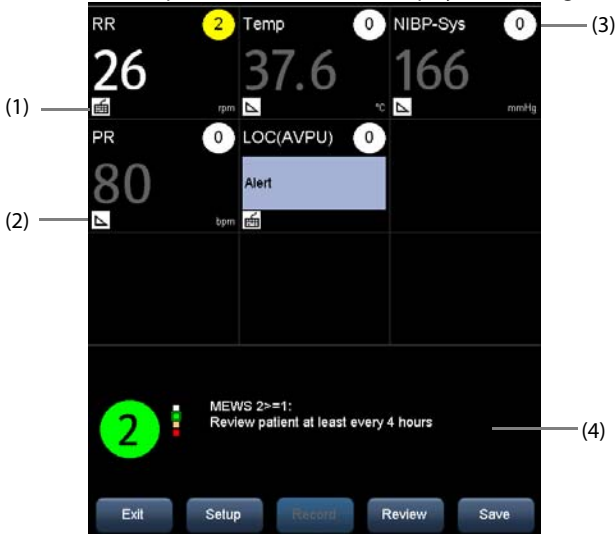 RR 2 Temp 0 NIBP-Sys 0 (3)
26 37.6 166
(1) rpm °C mmHg
PR 0 LOC(AVPU) 0
80 Alert
(2) bpm
MEWS 2>=1:
2 Review patient at least every 4 hours (4)
Exit Setup Record Review Save